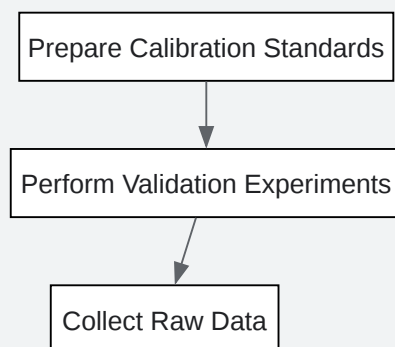 Prepare Calibration Standards
Perform Validation Experiments
Collect Raw Data